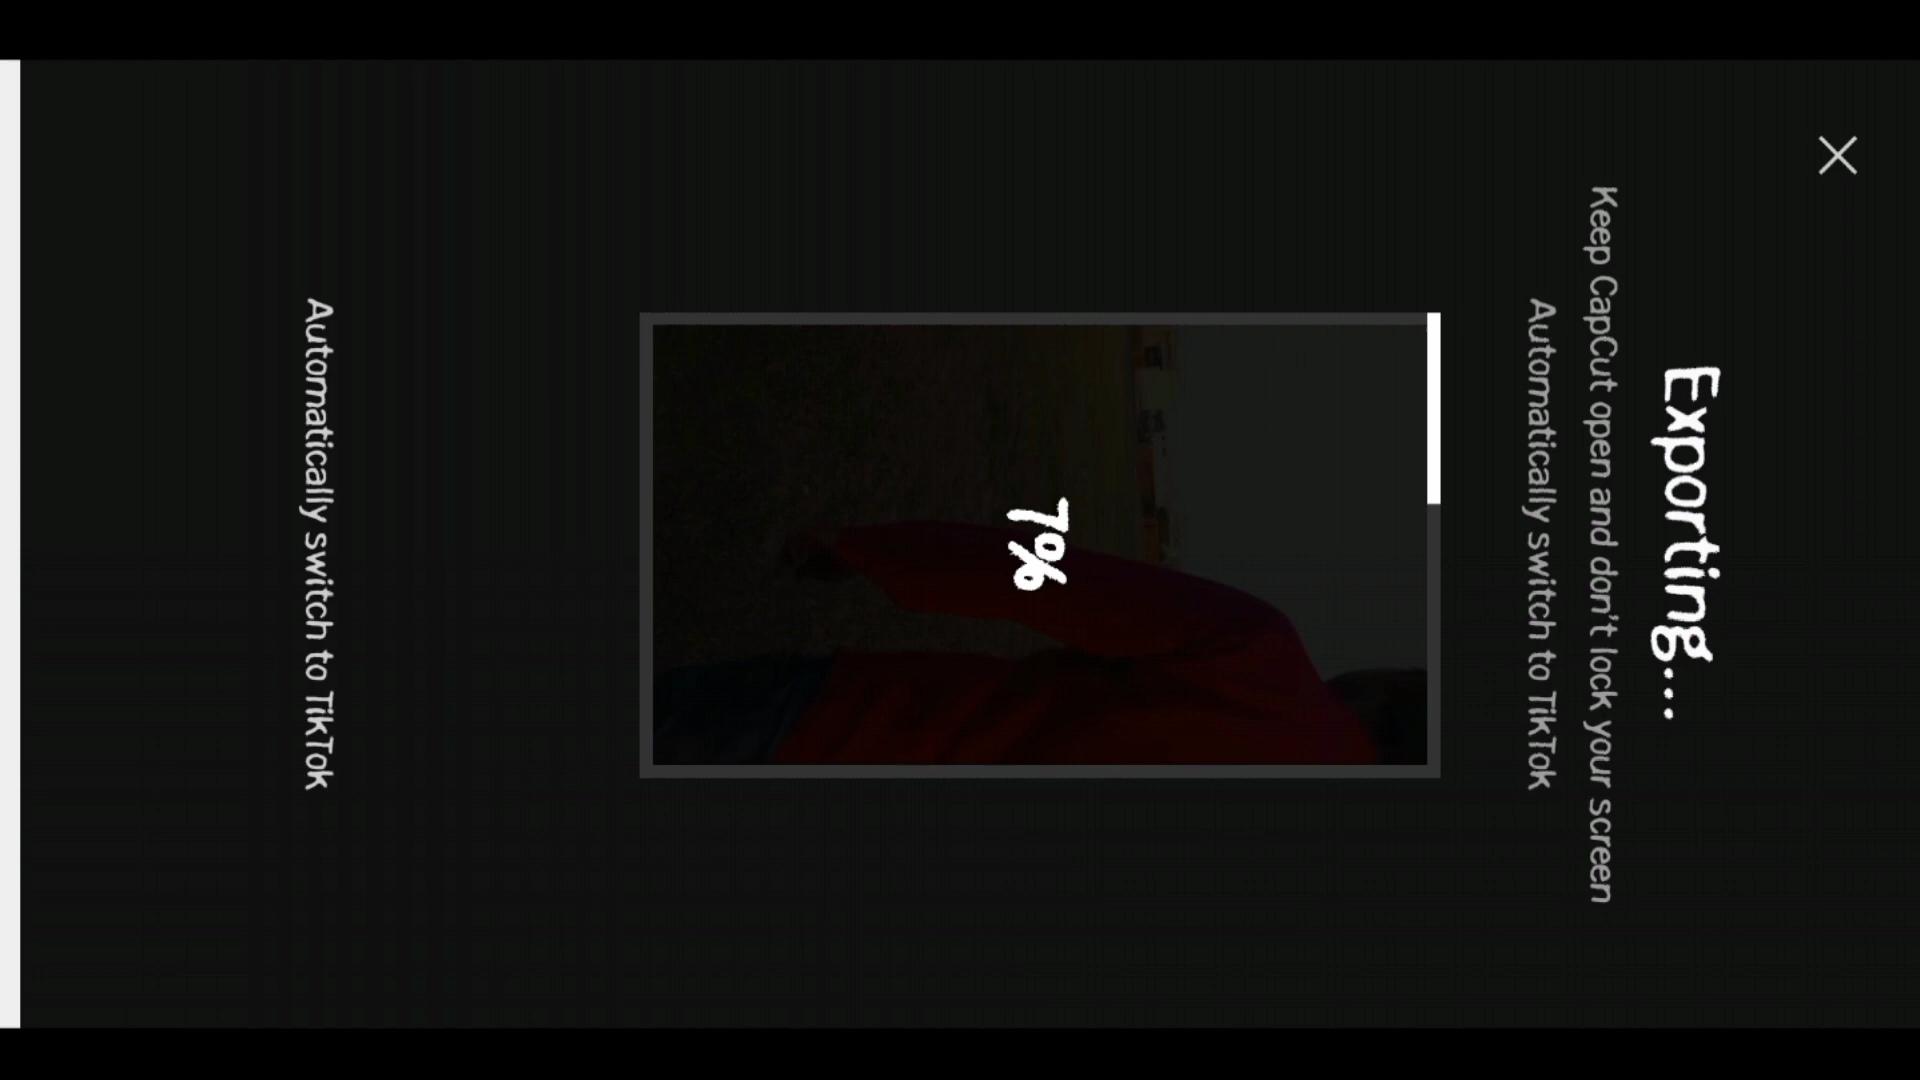 Exporting...
Keep CapCut open and don't lock your screen
Automatically switch to TikTok
7%
Automatically switch to TikTok